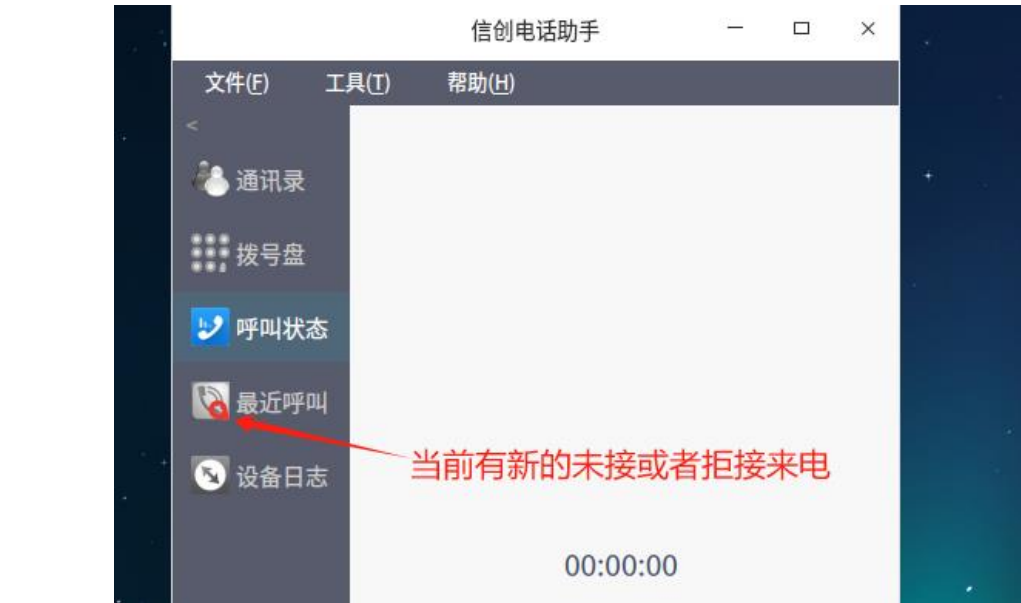 信创电话助手
文件(F) 工具(T) 帮助(H)
<
通讯录
拨号盘
呼叫状态
最近呼叫
当前有新的未接或者拒接来电
设备日志
00:00:00